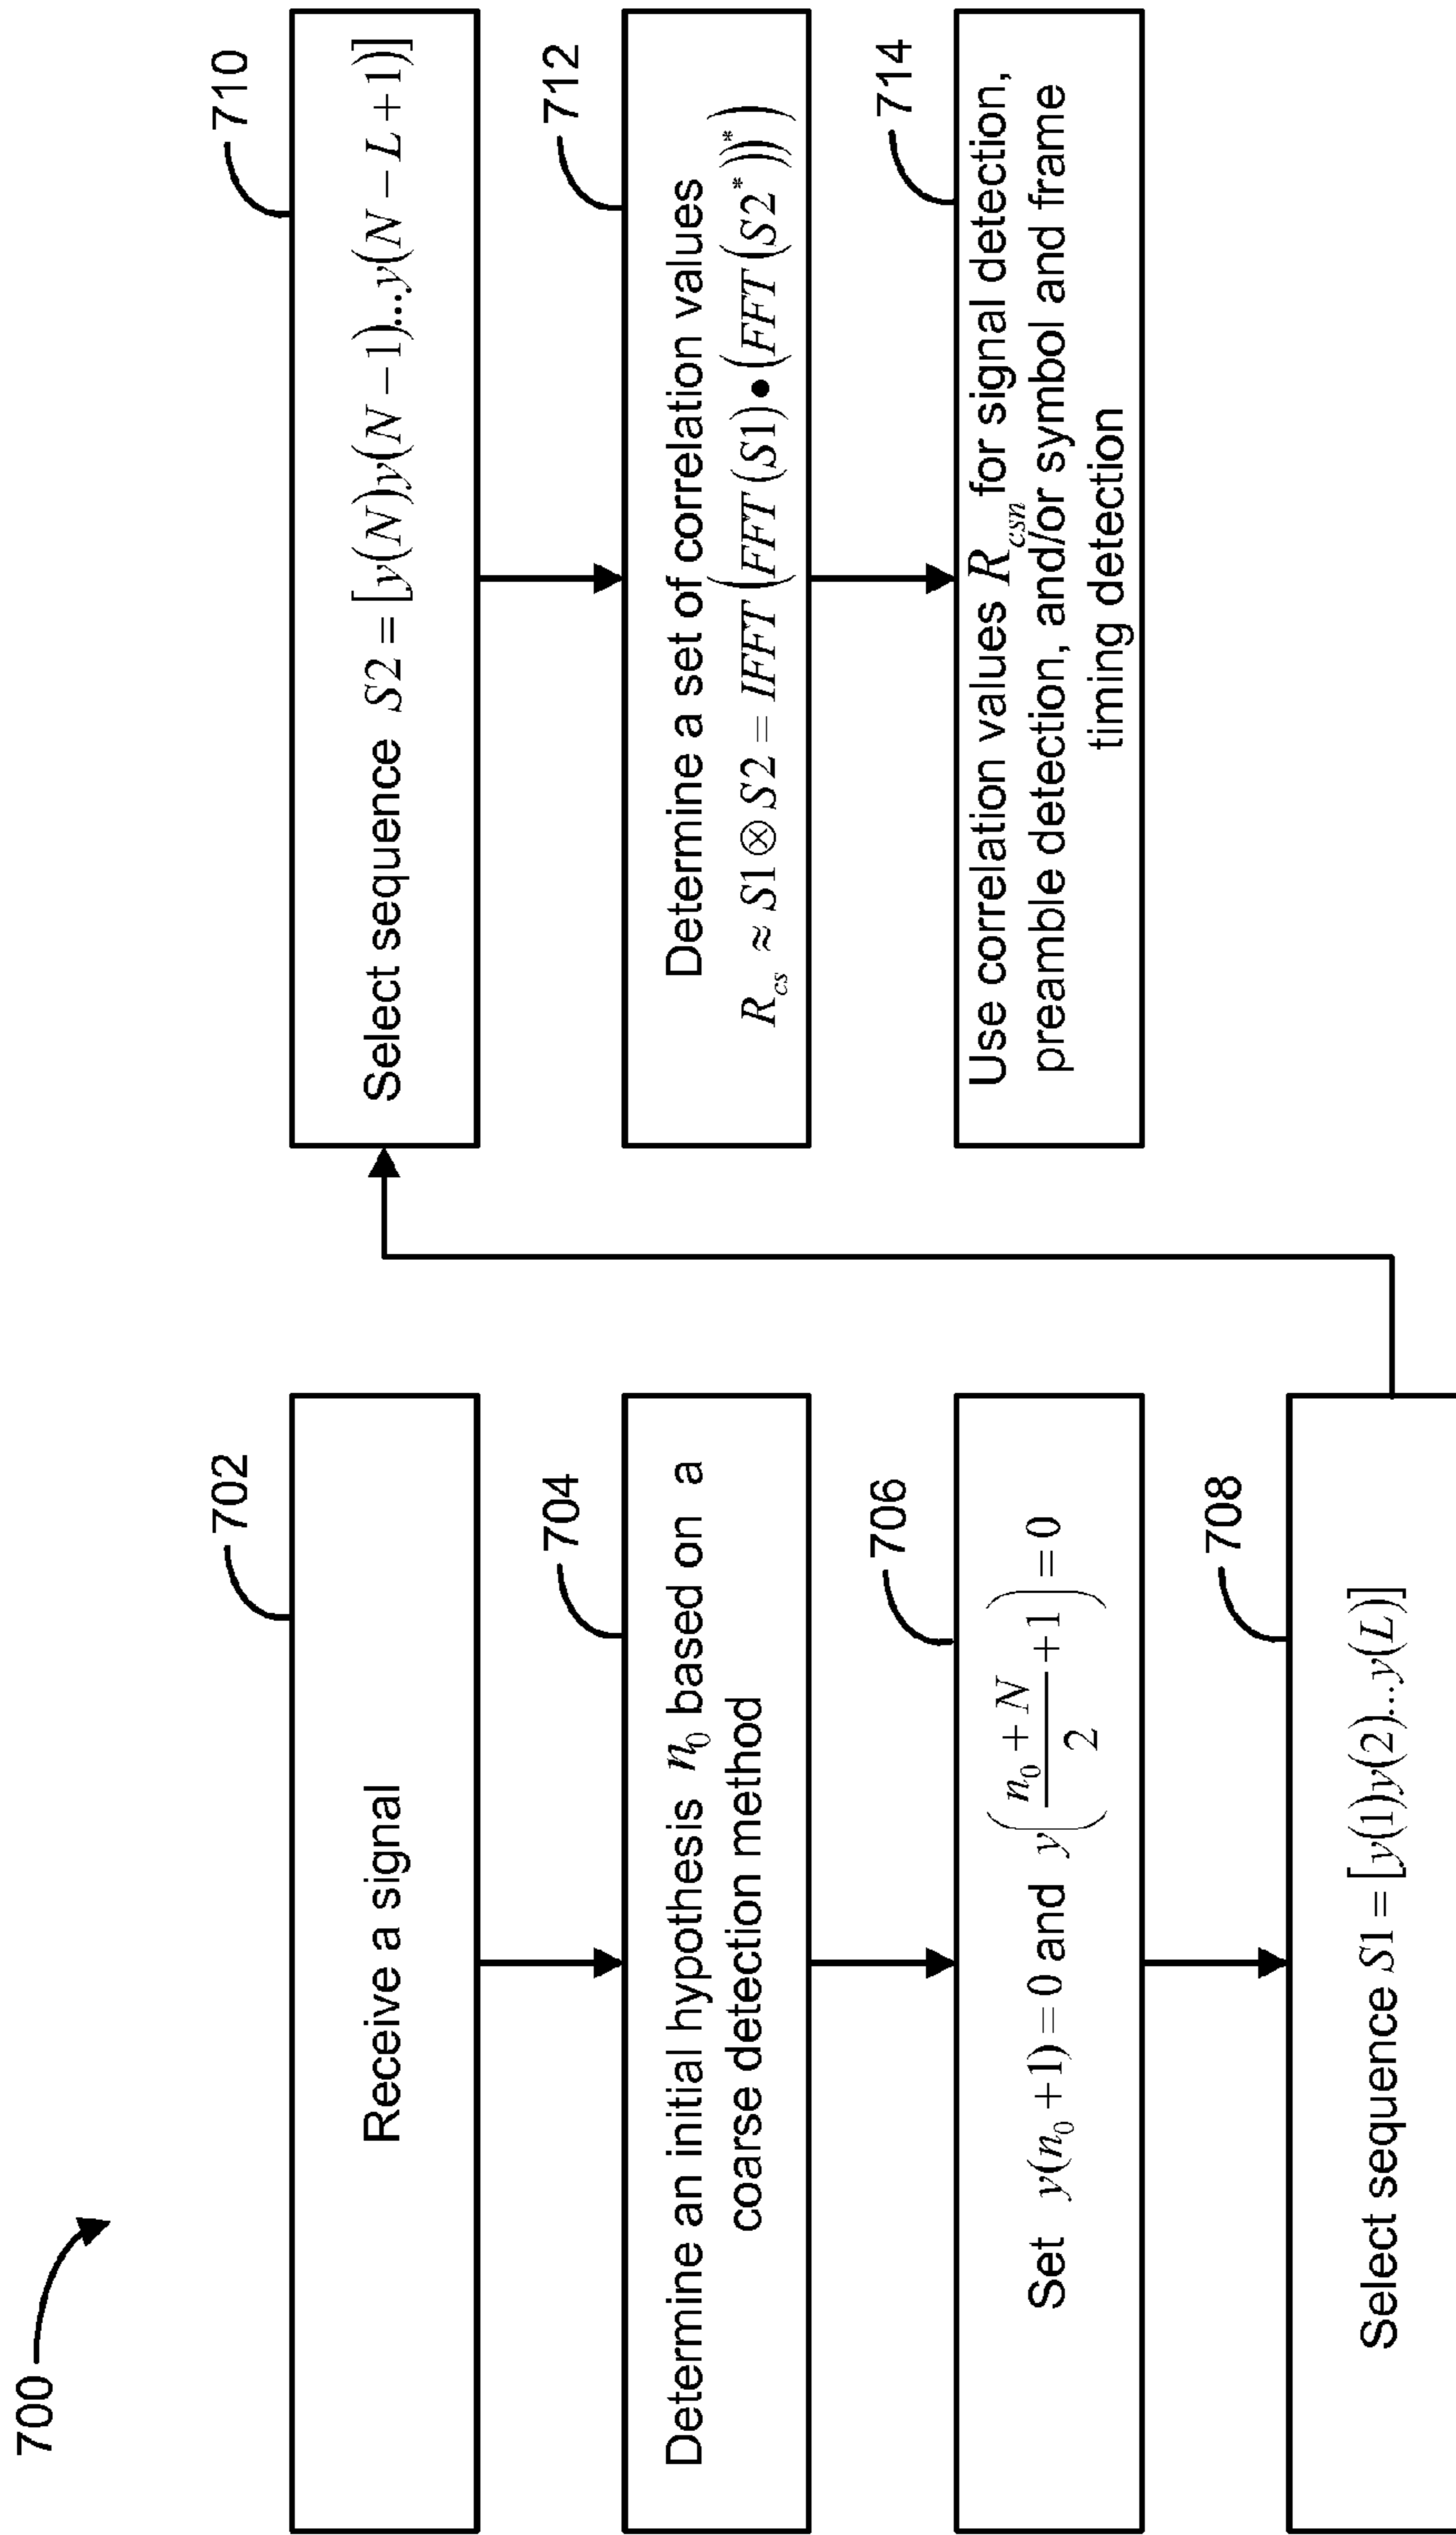 700
702
Receive a signal
704
Determine an initial hypothesis n₀ based on a
coarse detection method
706
Set y(n₀ + 1) = 0 and y((n₀ + N)/2 + 1) = 0
708
Select sequence S1 = [y(1)y(2)...y(L)]
710
Select sequence S2 = [y(N)y(N − 1)...y(N − L + 1)]
712
Determine a set of correlation values
R_cs ≈ S1 ⊗ S2 = IFFT(FFT(S1) • (FFT(S2*))*)
714
Use correlation values R_csn for signal detection,
preamble detection, and/or symbol and frame
timing detection